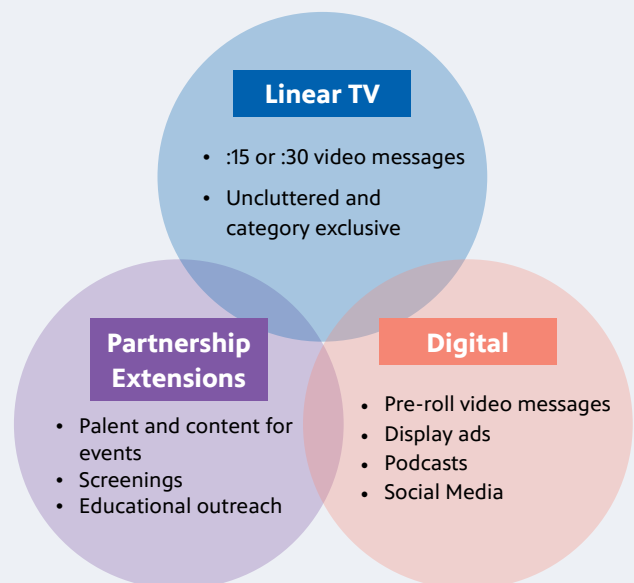 Linear TV
• :15 or :30 video messages
• Uncluttered and
category exclusive
Partnership
Extensions
• Palent and content for
events
• Screenings
• Educational outreach
Digital
• Pre-roll video messages
• Display ads
• Podcasts
• Social Media